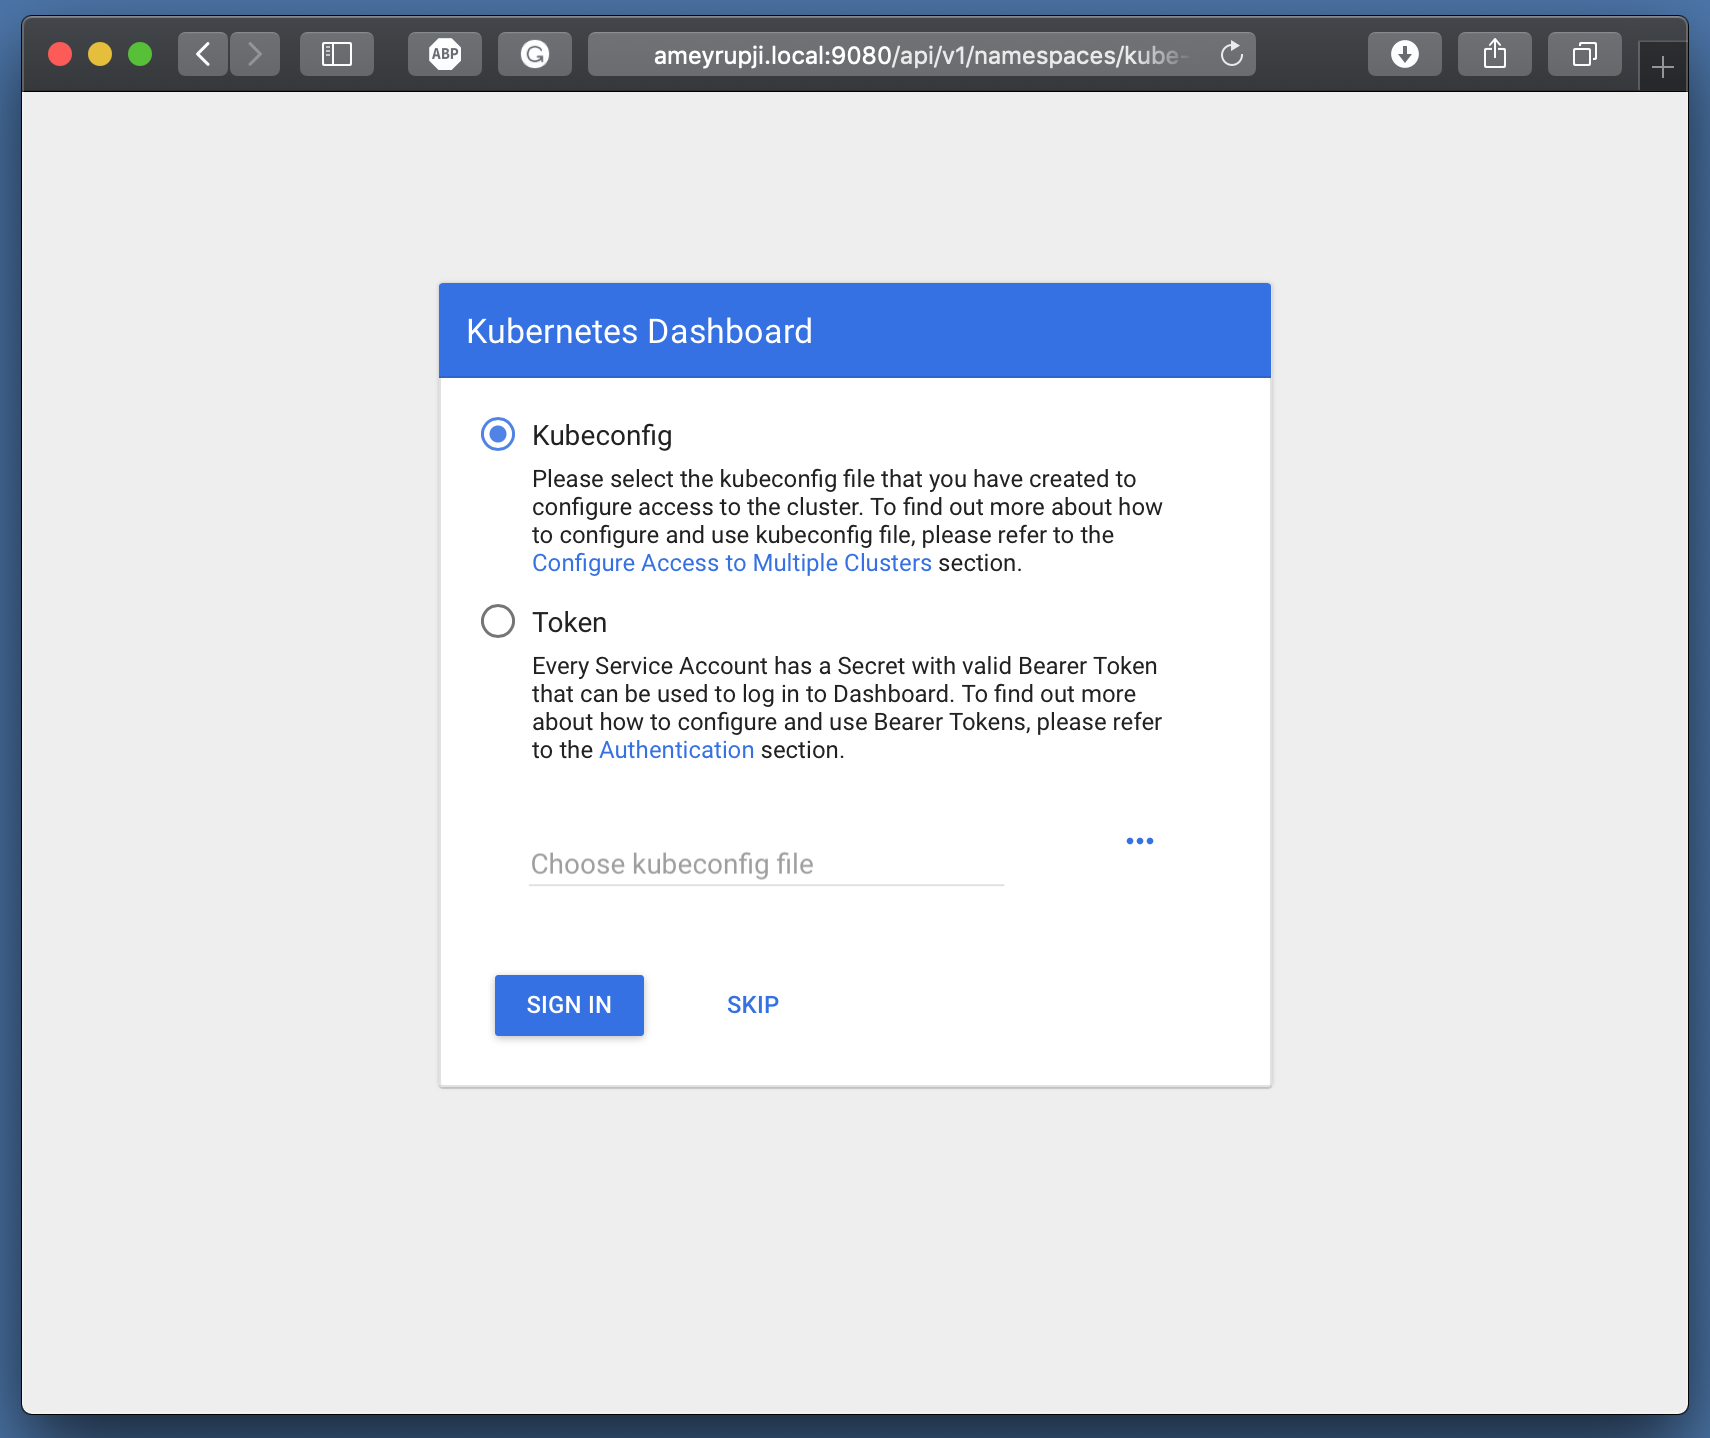 ABP
ameyrupji.local:9080/api/v1/namespaces/kube-
Kubernetes Dashboard
Kubeconfig
Please select the kubeconfig file that you have created to
configure access to the cluster. To find out more about how
to configure and use kubeconfig file, please refer to the
Configure Access to Multiple Clusters section.
Token
Every Service Account has a Secret with valid Bearer Token
that can be used to log in to Dashboard. To find out more
about how to configure and use Bearer Tokens, please refer
to the Authentication section.
Choose kubeconfig file
SIGN IN SKIP